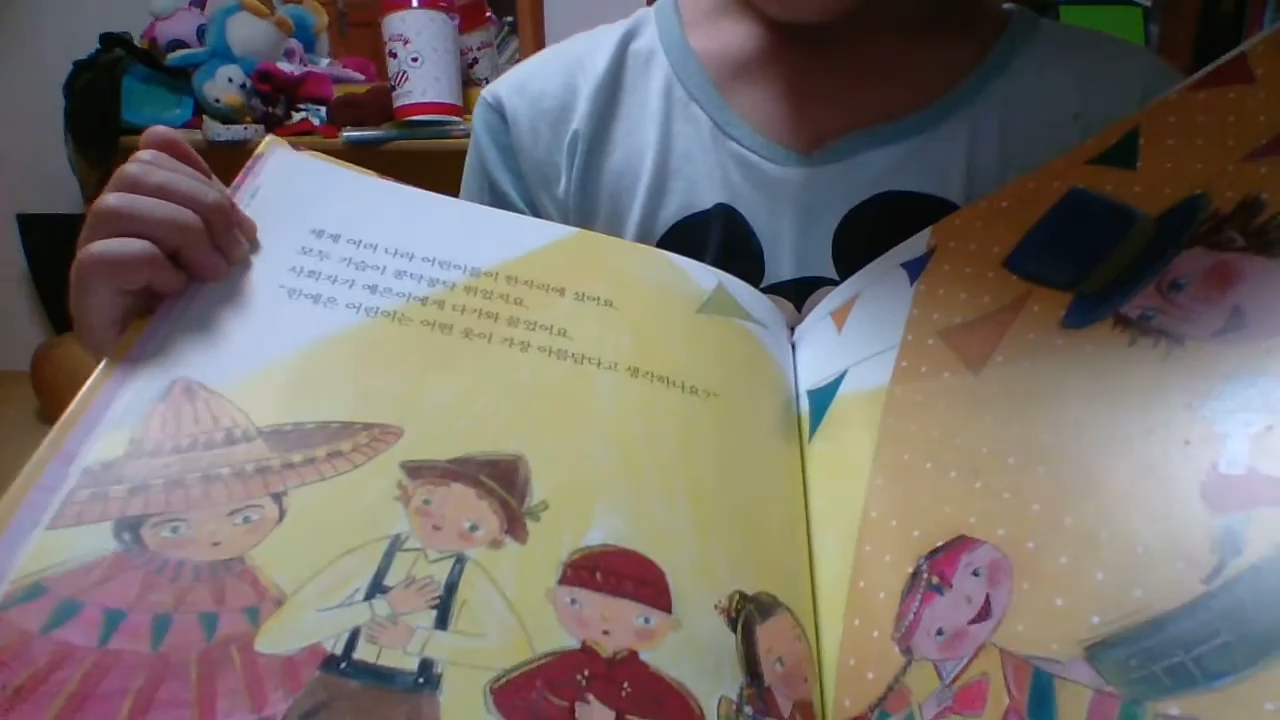 세계 여러 나라 어린이들이 한자리에 섰어요.
모두 가슴이 콩닥콩닥 뛰었지요.
사회자가 예은이에게 다가와 물었어요.
"한예은 어린이는 어떤 옷이 가장 아름답다고 생각하나요?"